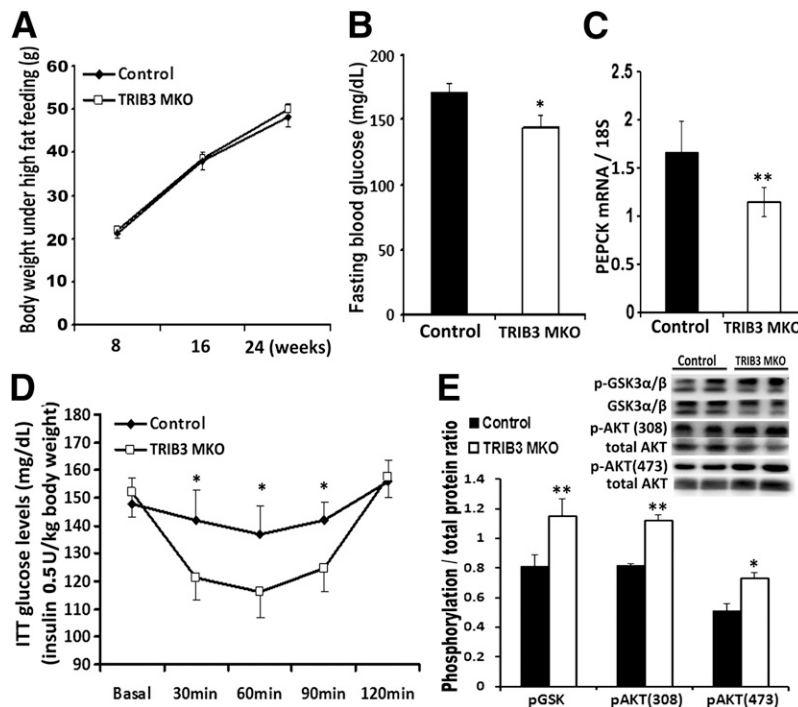 A
Control
TRIB3 MKO
Body weight under high fat feeding (g)
60
50
40
30
20
10
0
8 16 24 (weeks)
B
Fasting blood glucose (mg/dL)
200
150
100
50
0
*
Control TRIB3 MKO
C
PEPCK mRNA / 18S
2.5
2
1.5
1
0.5
0
**
Control TRIB3 MKO
D
Control
TRIB3 MKO
ITT glucose levels (mg/dL)
(insulin 0.5 U/kg body weight)
180
170
160
150
140
130
120
110
100
90
* * *
Basal 30min 60min 90min 120min
E
Control TRIB3 MKO
p-GSK3α/β
GSK3α/β
p-AKT (308)
total AKT
p-AKT(473)
total AKT
Control
TRIB3 MKO
Phosphorylation / total protein ratio
1.4
1.2
1
0.8
0.6
0.4
0.2
0
** ** *
pGSK pAKT(308) pAKT(473)